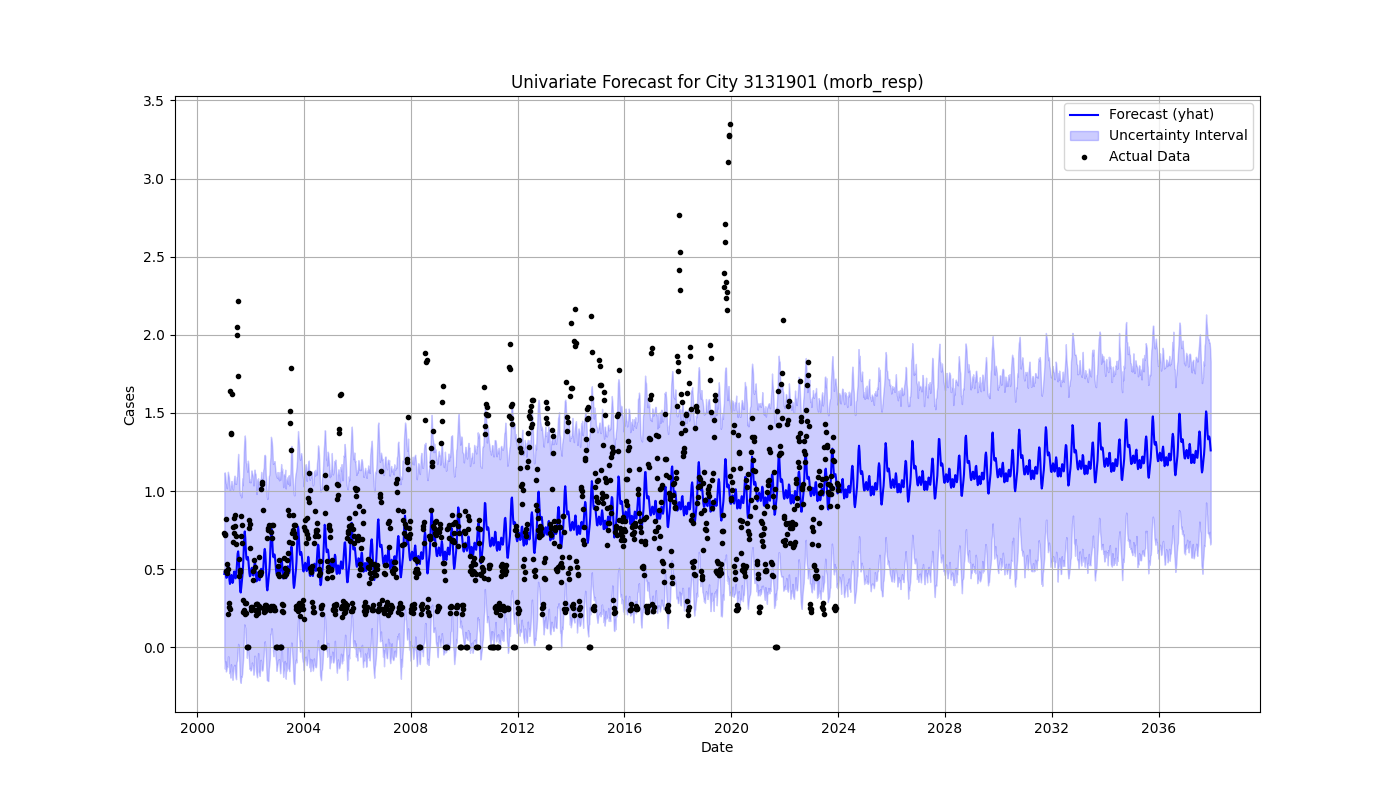 Univariate Forecast for City 3131901 (morb_resp)
Forecast (yhat)
Uncertainty Interval
Actual Data
Cases
3.5
3.0
2.5
2.0
1.5
1.0
0.5
0.0
2000 2004 2008 2012 2016 2020 2024 2028 2032 2036
Date